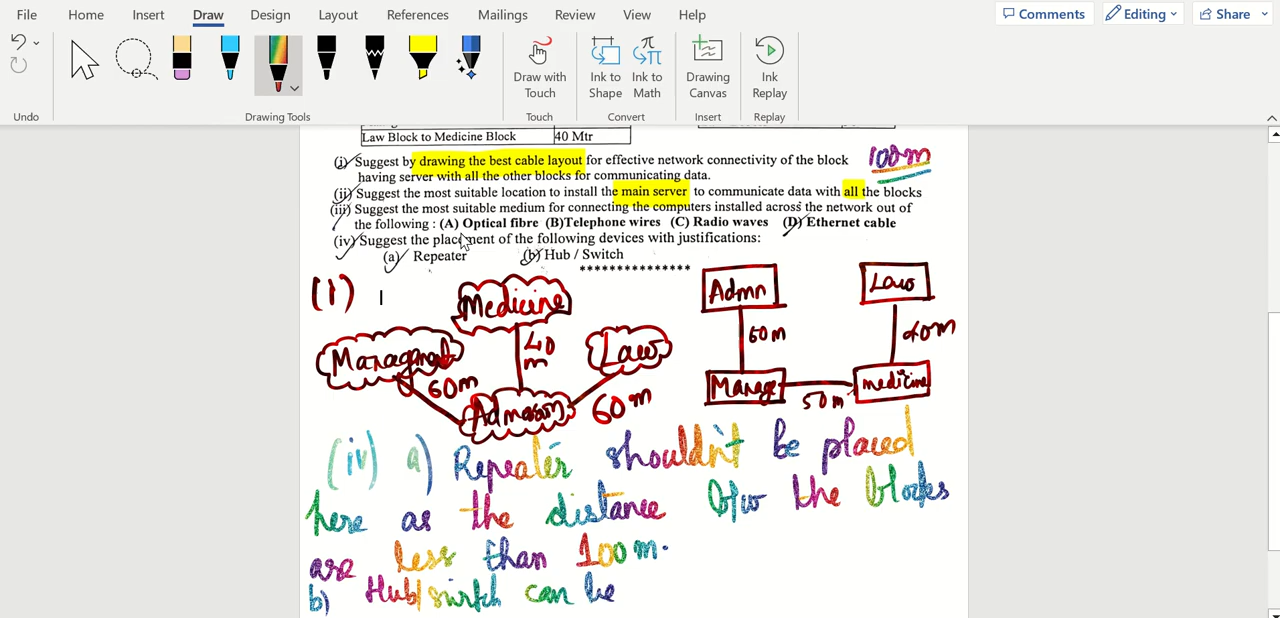 File Home Insert Draw Design Layout References Mailings Review View Help
Comments Editing Share
Draw with Touch
Ink to Shape
Ink to Math
Drawing Canvas
Ink Replay
Undo Drawing Tools Touch Convert Insert Replay
Law Block to Medicine Block 40 Mtr
(i) Suggest by drawing the best cable layout for effective network connectivity of the block
having server with all the other blocks for communicating data.
100m
(ii) Suggest the most suitable location to install the main server to communicate data with all the blocks
(iii) Suggest the most suitable medium for connecting the computers installed across the network out of
the following : (A) Optical fibre (B)Telephone wires (C) Radio waves (D) Ethernet cable
(iv) Suggest the placement of the following devices with justifications:
(a) Repeater (b) Hub / Switch
***************
(1)
Medicine
40 m
Law
60m
60m
Admn
Law
60m
40m
Manage
medicine
50m
(iv) a) Repeater shouldn't be placed
here as the distance b/w the blocks
are less than 100m.
b) Hub/switch can be